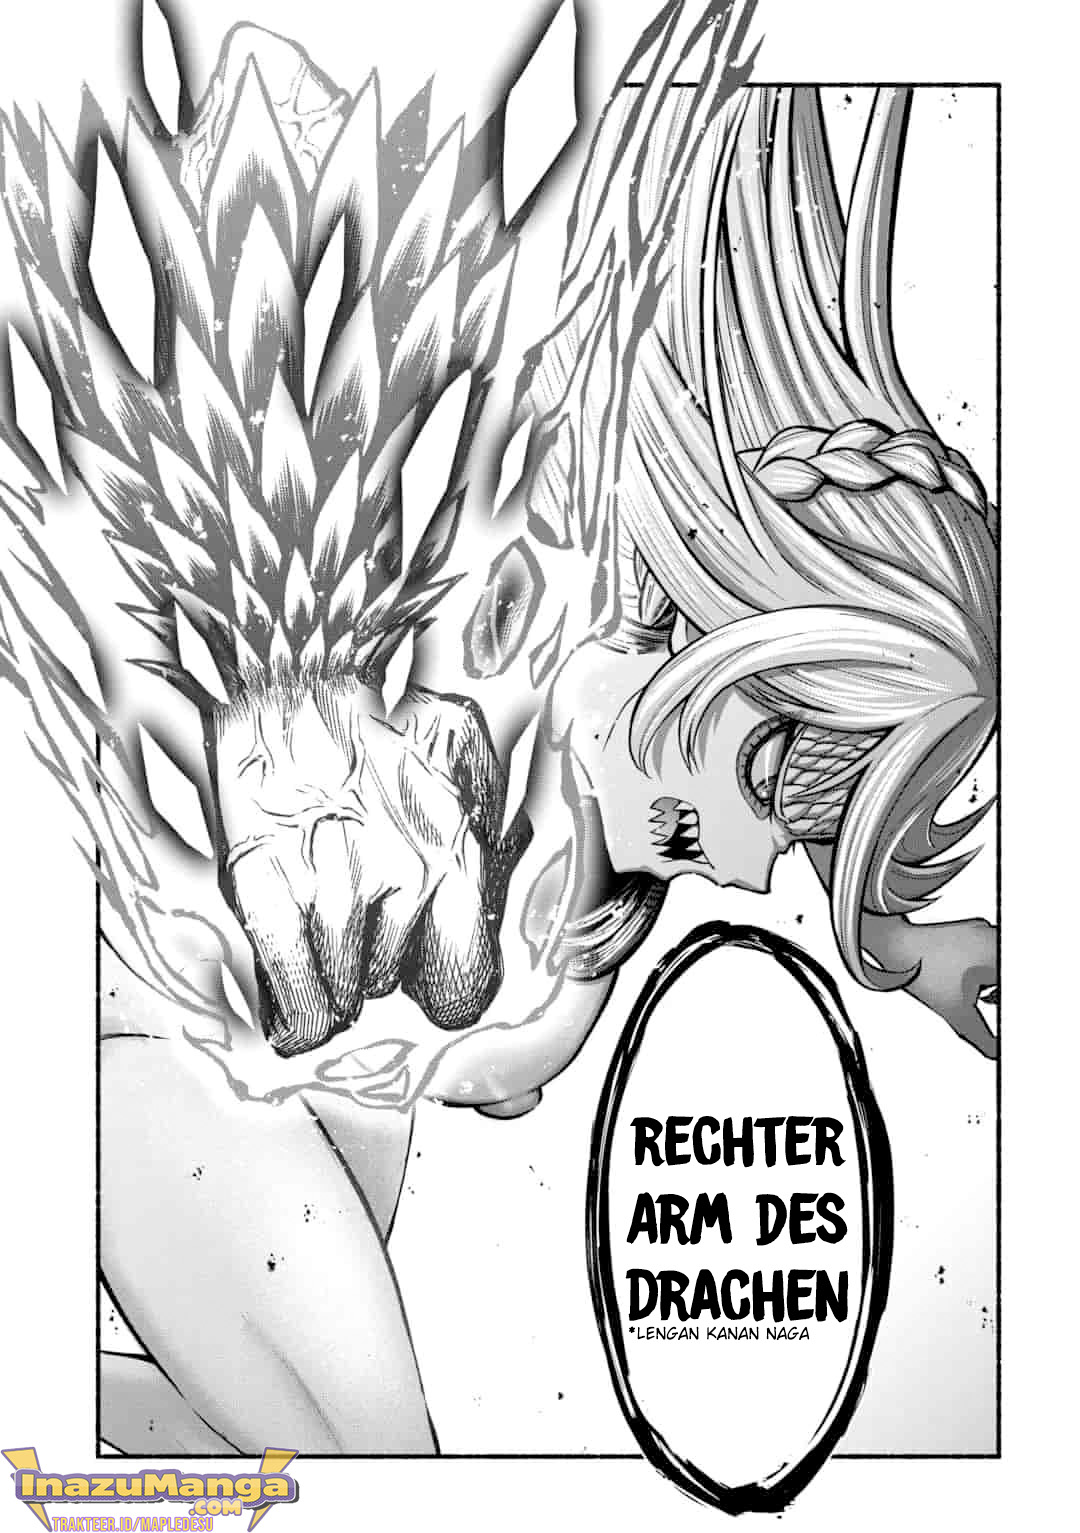 RECHTER
ARM DES
DRACHEN
*LENGAN KANAN NAGA
INAZUMANGA
.COM
TRAKTEER.ID/MAPLEDESU